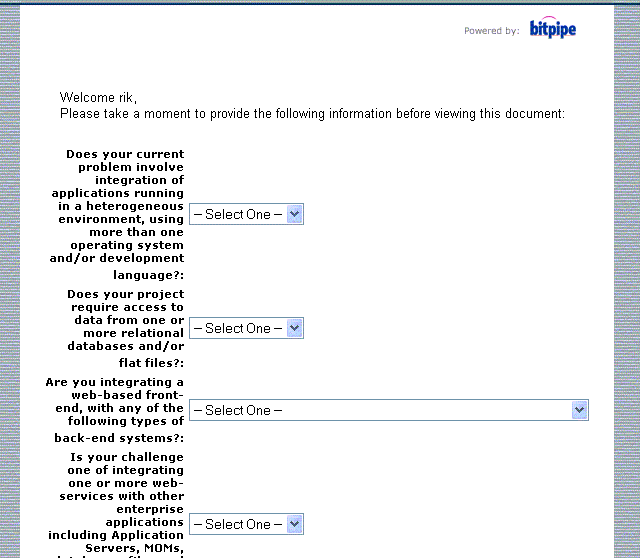 Powered by: bitpipe
Welcome rik,
Please take a moment to provide the following information before viewing this document:
Does your current
problem involve
integration of
applications running
in a heterogeneous
environment, using
more than one
operating system
and/or development
language?:
-- Select One --
Does your project
require access to
data from one or
more relational
databases and/or
flat files?:
-- Select One --
Are you integrating a
web-based front-
end, with any of the
following types of
back-end systems?:
-- Select One --
Is your challenge
one of integrating
one or more web-
services with other
enterprise
applications
including Application
Servers, MOMs,
-- Select One --